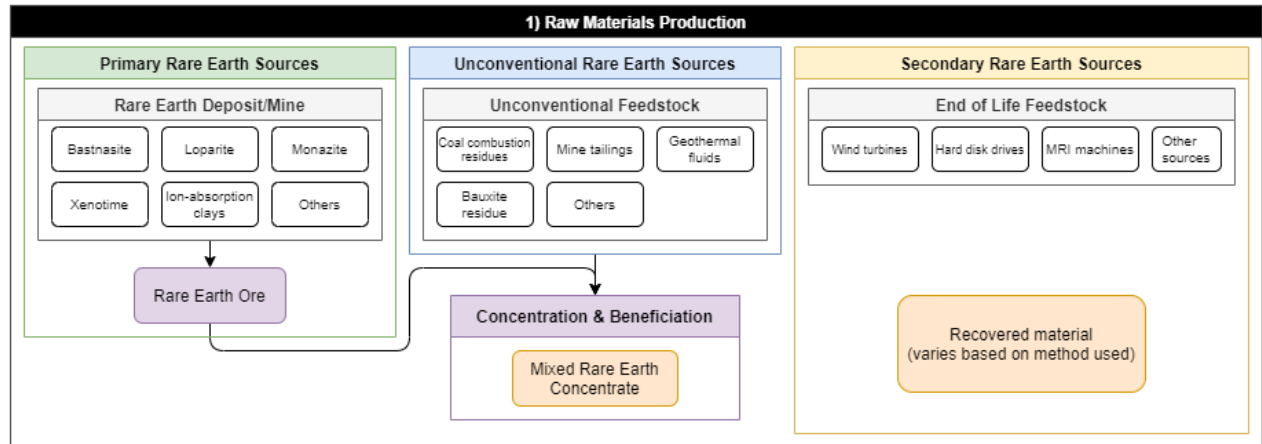 1) Raw Materials Production
Primary Rare Earth Sources
Rare Earth Deposit/Mine
Bastnasite
Loparite
Monazite
Xenotime
Ion-absorption
clays
Others
Rare Earth Ore
Unconventional Rare Earth Sources
Unconventional Feedstock
Coal combustion
residues
Mine tailings
Geothermal
fluids
Bauxite
residue
Others
Concentration & Beneficiation
Mixed Rare Earth
Concentrate
Secondary Rare Earth Sources
End of Life Feedstock
Wind turbines
Hard disk drives
MRI machines
Other
sources
Recovered material
(varies based on method used)